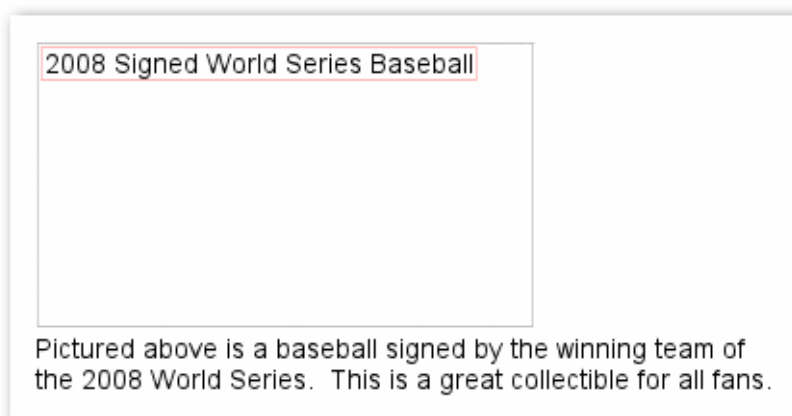 2008 Signed World Series Baseball
Pictured above is a baseball signed by the winning team of
the 2008 World Series.  This is a great collectible for all fans.